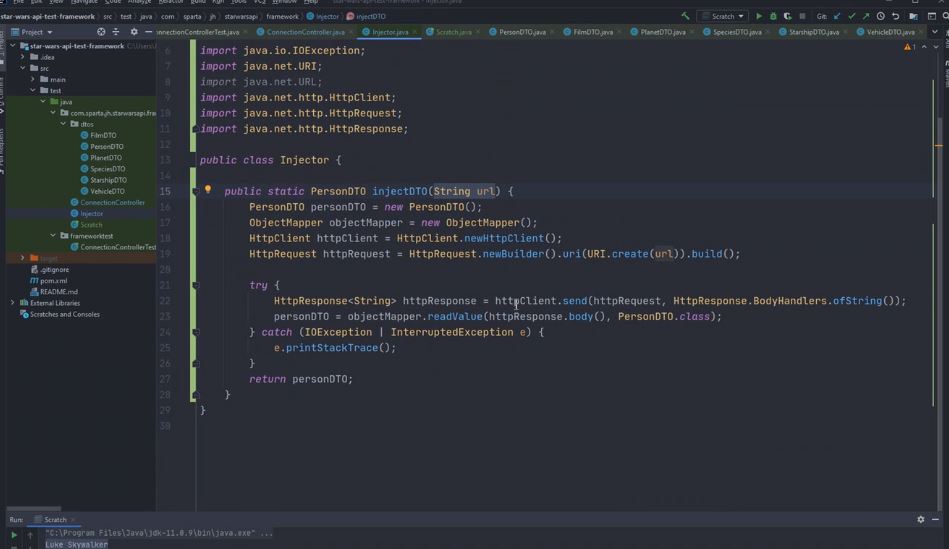 File Edit View Navigate Code Refactor Build Run Tools VCS Window Help
star-wars-api-test-framework src test java com sparta jh starwarsapi framework Injector injectDTO Scratch Git:
Project
ConnectionControllerTest.java ConnectionController.java Injector.java Scratch.java PersonDTO.java FilmDTO.java PlanetDTO.java SpeciesDTO.java StarshipDTO.java VehicleDTO.java
star-wars-api-test-framework C:\Users\
.idea
src
main
test
java
com.sparta.jh.starwarsapi.fra
dtos
FilmDTO
PersonDTO
PlanetDTO
SpeciesDTO
StarshipDTO
VehicleDTO
ConnectionController
Injector
Scratch
frameworktest
ConnectionControllerTest
target
.gitignore
pom.xml
README.md
External Libraries
Scratches and Consoles
1
6 import java.io.IOException;
7 import java.net.URI;
8 import java.net.URL;
9 import java.net.http.HttpClient;
10 import java.net.http.HttpRequest;
11 import java.net.http.HttpResponse;
12
13 public class Injector {
14
15 public static PersonDTO injectDTO(String url) {
16 PersonDTO personDTO = new PersonDTO();
17 ObjectMapper objectMapper = new ObjectMapper();
18 HttpClient httpClient = HttpClient.newHttpClient();
19 HttpRequest httpRequest = HttpRequest.newBuilder().uri(URI.create(url)).build();
20
21 try {
22 HttpResponse<String> httpResponse = httpClient.send(httpRequest, HttpResponse.BodyHandlers.ofString());
23 personDTO = objectMapper.readValue(httpResponse.body(), PersonDTO.class);
24 } catch (IOException | InterruptedException e) {
25 e.printStackTrace();
26 }
27 return personDTO;
28 }
29 }
30
Run: Scratch
"C:\Program Files\Java\jdk-11.0.9\bin\java.exe" ...
Luke Skywalker